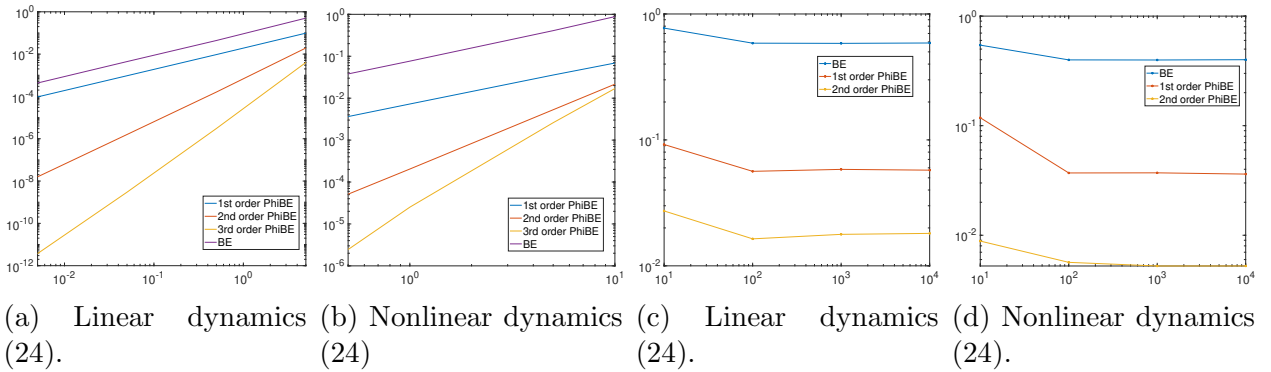 10^0
10^-2
10^-4
10^-6
10^-8
10^-10
10^-12
10^-2
10^-1
10^0
1st order PhiBE
2nd order PhiBE
3rd order PhiBE
BE
10^0
10^-1
10^-2
10^-3
10^-4
10^-5
10^-6
10^0
10^1
1st order PhiBE
2nd order PhiBE
3rd order PhiBE
BE
10^0
10^-1
10^-2
10^1
10^2
10^3
10^4
BE
1st order PhiBE
2nd order PhiBE
10^0
10^-1
10^-2
10^1
10^2
10^3
10^4
BE
1st order PhiBE
2nd order PhiBE
(a) Linear dynamics
(24).
(b) Nonlinear dynamics
(24)
(c) Linear dynamics
(24).
(d) Nonlinear dynamics
(24).